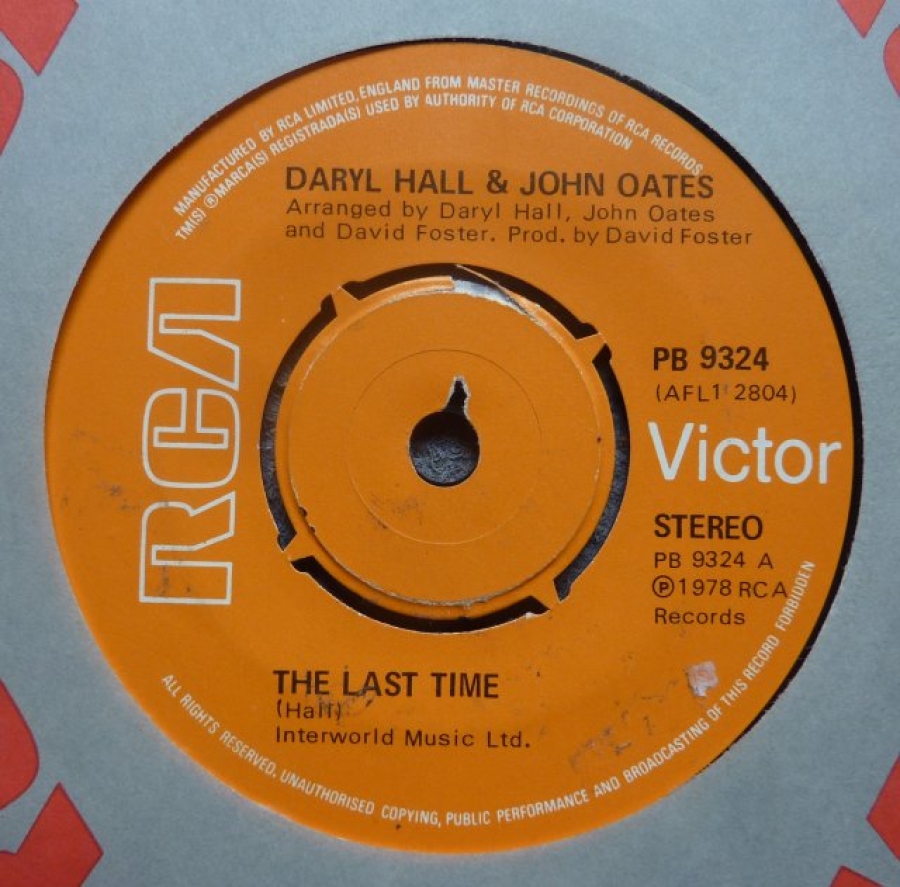 MANUFACTURED BY RCA LIMITED, ENGLAND FROM MASTER RECORDINGS OF RCA RECORDS
TM(S) ®MARCA(S) REGISTRADA(S) USED BY AUTHORITY OF RCA CORPORATION
DARYL HALL & JOHN OATES
Arranged by Daryl Hall, John Oates
and David Foster. Prod. by David Foster
RCA
PB 9324
(AFL1 2804)
Victor
STEREO
PB 9324 A
℗1978 RCA
Records
THE LAST TIME
(Hall)
Interworld Music Ltd.
ALL RIGHTS RESERVED. UNAUTHORISED COPYING, PUBLIC PERFORMANCE AND BROADCASTING OF THIS RECORD FORBIDDEN